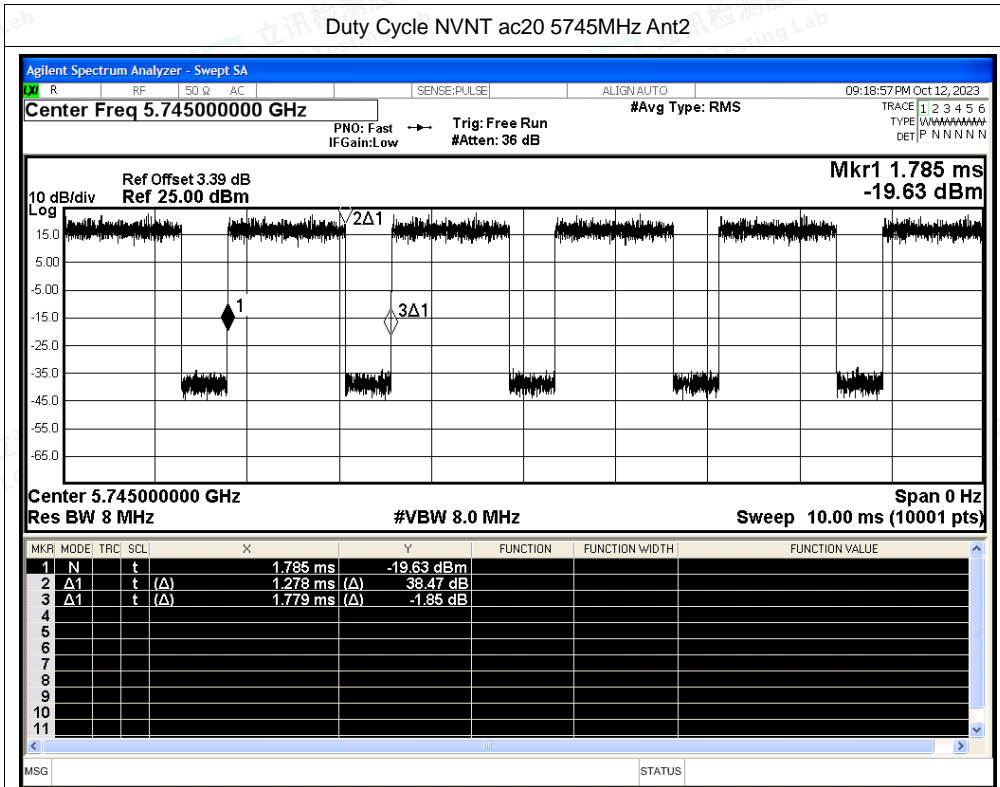 Duty Cycle NVNT ac20 5745MHz Ant2
Agilent Spectrum Analyzer - Swept SA
LXI R RF 50 Ω AC SENSE:PULSE ALIGN AUTO 09:18:57 PM Oct 12, 2023
Center Freq 5.745000000 GHz #Avg Type: RMS TRACE 1 2 3 4 5 6
PNO: Fast Trig: Free Run TYPE WWWWWW
IFGain:Low #Atten: 36 dB DET P N N N N N
Mkr1 1.785 ms
Ref Offset 3.39 dB
10 dB/div Ref 25.00 dBm -19.63 dBm
Log
2Δ1
15.0
5.00
-5.00
1
3Δ1
-15.0
-25.0
-35.0
-45.0
-55.0
-65.0
Center 5.745000000 GHz Span 0 Hz
Res BW 8 MHz #VBW 8.0 MHz Sweep 10.00 ms (10001 pts)
MKR MODE TRC SCL X Y FUNCTION FUNCTION WIDTH FUNCTION VALUE
1 N t 1.785 ms -19.63 dBm
2 Δ1 t (Δ) 1.278 ms (Δ) 38.47 dB
3 Δ1 t (Δ) 1.779 ms (Δ) -1.85 dB
4
5
6
7
8
9
10
11
MSG STATUS